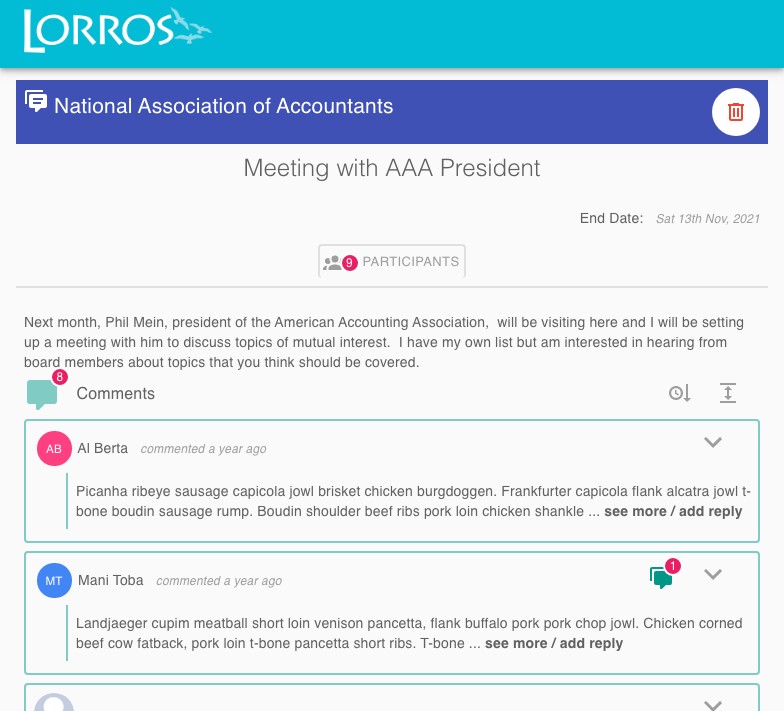 LORROS
National Association of Accountants
Meeting with AAA President
End Date: Sat 13th Nov, 2021
9 PARTICIPANTS
Next month, Phil Mein, president of the American Accounting Association,  will be visiting here and I will be setting
up a meeting with him to discuss topics of mutual interest.  I have my own list but am interested in hearing from
board members about topics that you think should be covered.
8
Comments
AB Al Berta commented a year ago
Picanha ribeye sausage capicola jowl brisket chicken burgdoggen. Frankfurter capicola flank alcatra jowl t-
bone boudin sausage rump. Boudin shoulder beef ribs pork loin chicken shankle ... see more / add reply
MT Mani Toba commented a year ago 1
Landjaeger cupim meatball short loin venison pancetta, flank buffalo pork pork chop jowl. Chicken corned
beef cow fatback, pork loin t-bone pancetta short ribs. T-bone ... see more / add reply